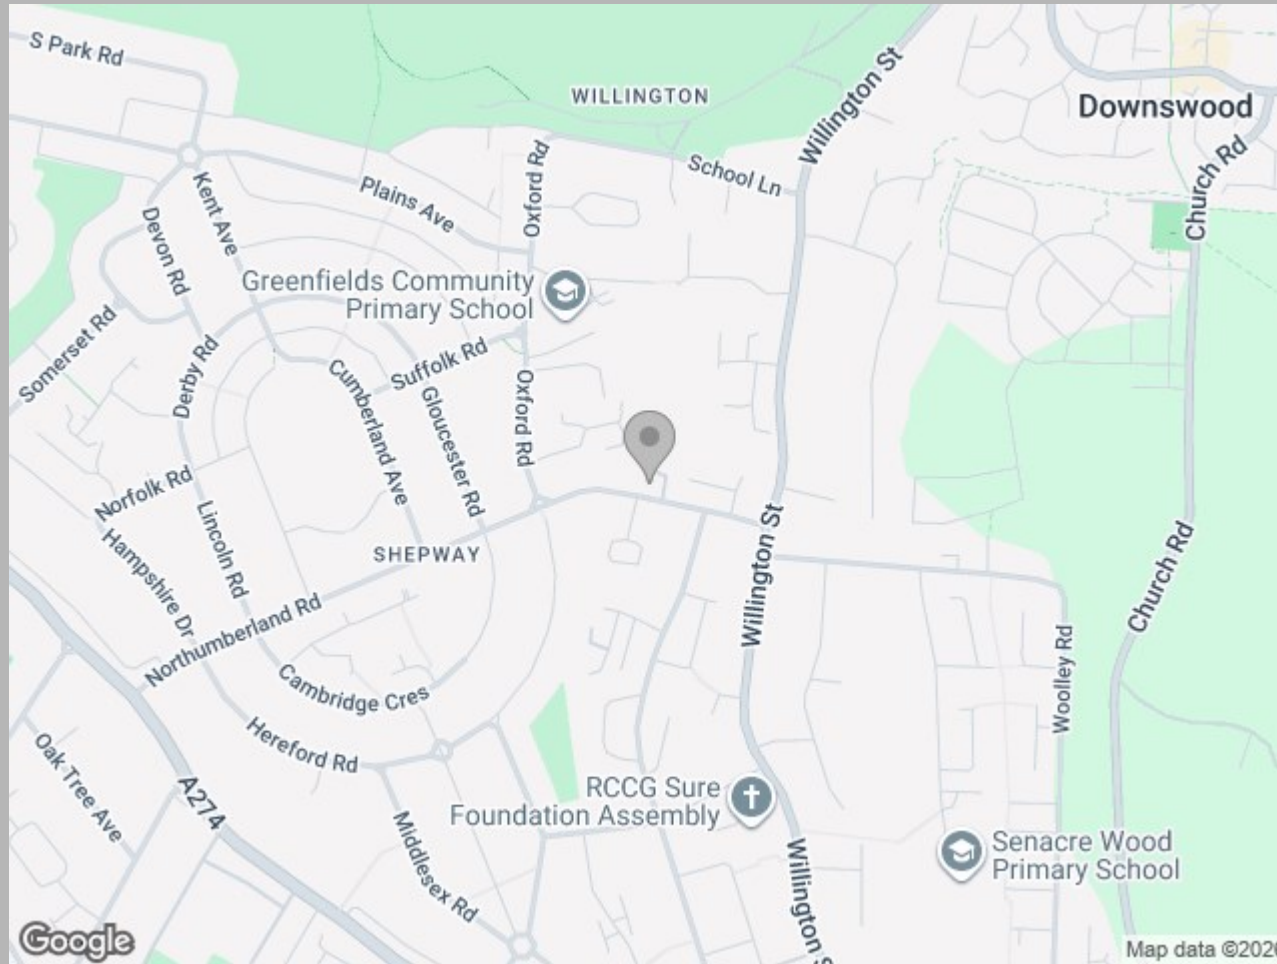 S Park Rd
WILLINGTON
Willington St
Downswood
Church Rd
School Ln
Oxford Rd
Plains Ave
Kent Ave
Devon Rd
Greenfields Community
Primary School
Somerset Rd
Derby Rd
Suffolk Rd
Cumberland Ave
Gloucester Rd
Oxford Rd
Norfolk Rd
Lincoln Rd
Hampshire Dr
SHEPWAY
Willington St
Church Rd
Northumberland Rd
Cambridge Cres
Woolley Rd
Hereford Rd
Oak Tree Ave
A274
RCCG Sure
Foundation Assembly
Middlesex Rd
Senacre Wood
Primary School
Willington S
Google
Map data ©2026